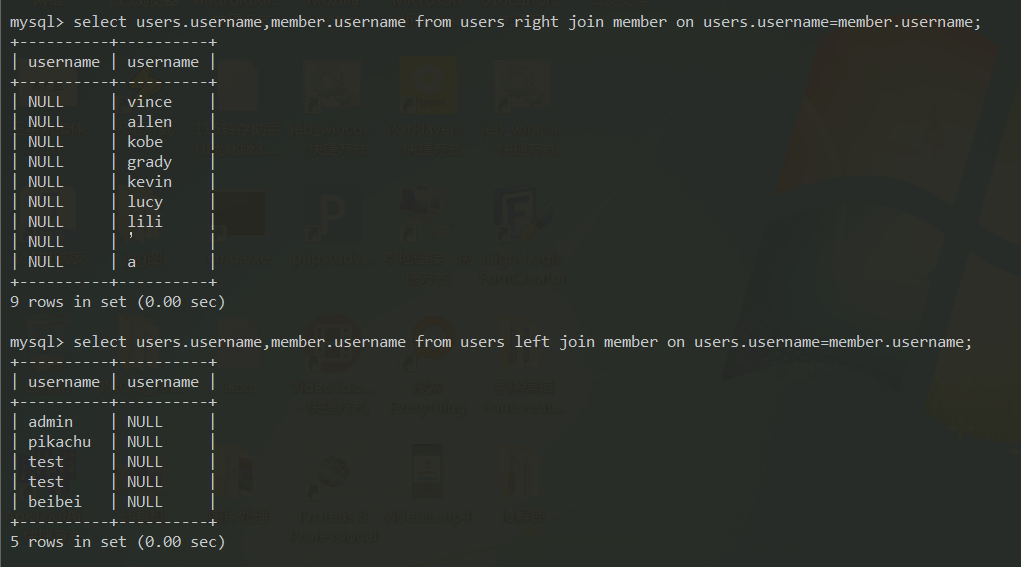 mysql> select users.username,member.username from users right join member on users.username=member.username;
+----------+----------+
| username | username |
+----------+----------+
| NULL     | vince    |
| NULL     | allen    |
| NULL     | kobe     |
| NULL     | grady    |
| NULL     | kevin    |
| NULL     | lucy     |
| NULL     | lili     |
| NULL     | ’        |
| NULL     | a        |
+----------+----------+
9 rows in set (0.00 sec)
mysql> select users.username,member.username from users left join member on users.username=member.username;
+----------+----------+
| username | username |
+----------+----------+
| admin    | NULL     |
| pikachu  | NULL     |
| test     | NULL     |
| test     | NULL     |
| beibei   | NULL     |
+----------+----------+
5 rows in set (0.00 sec)